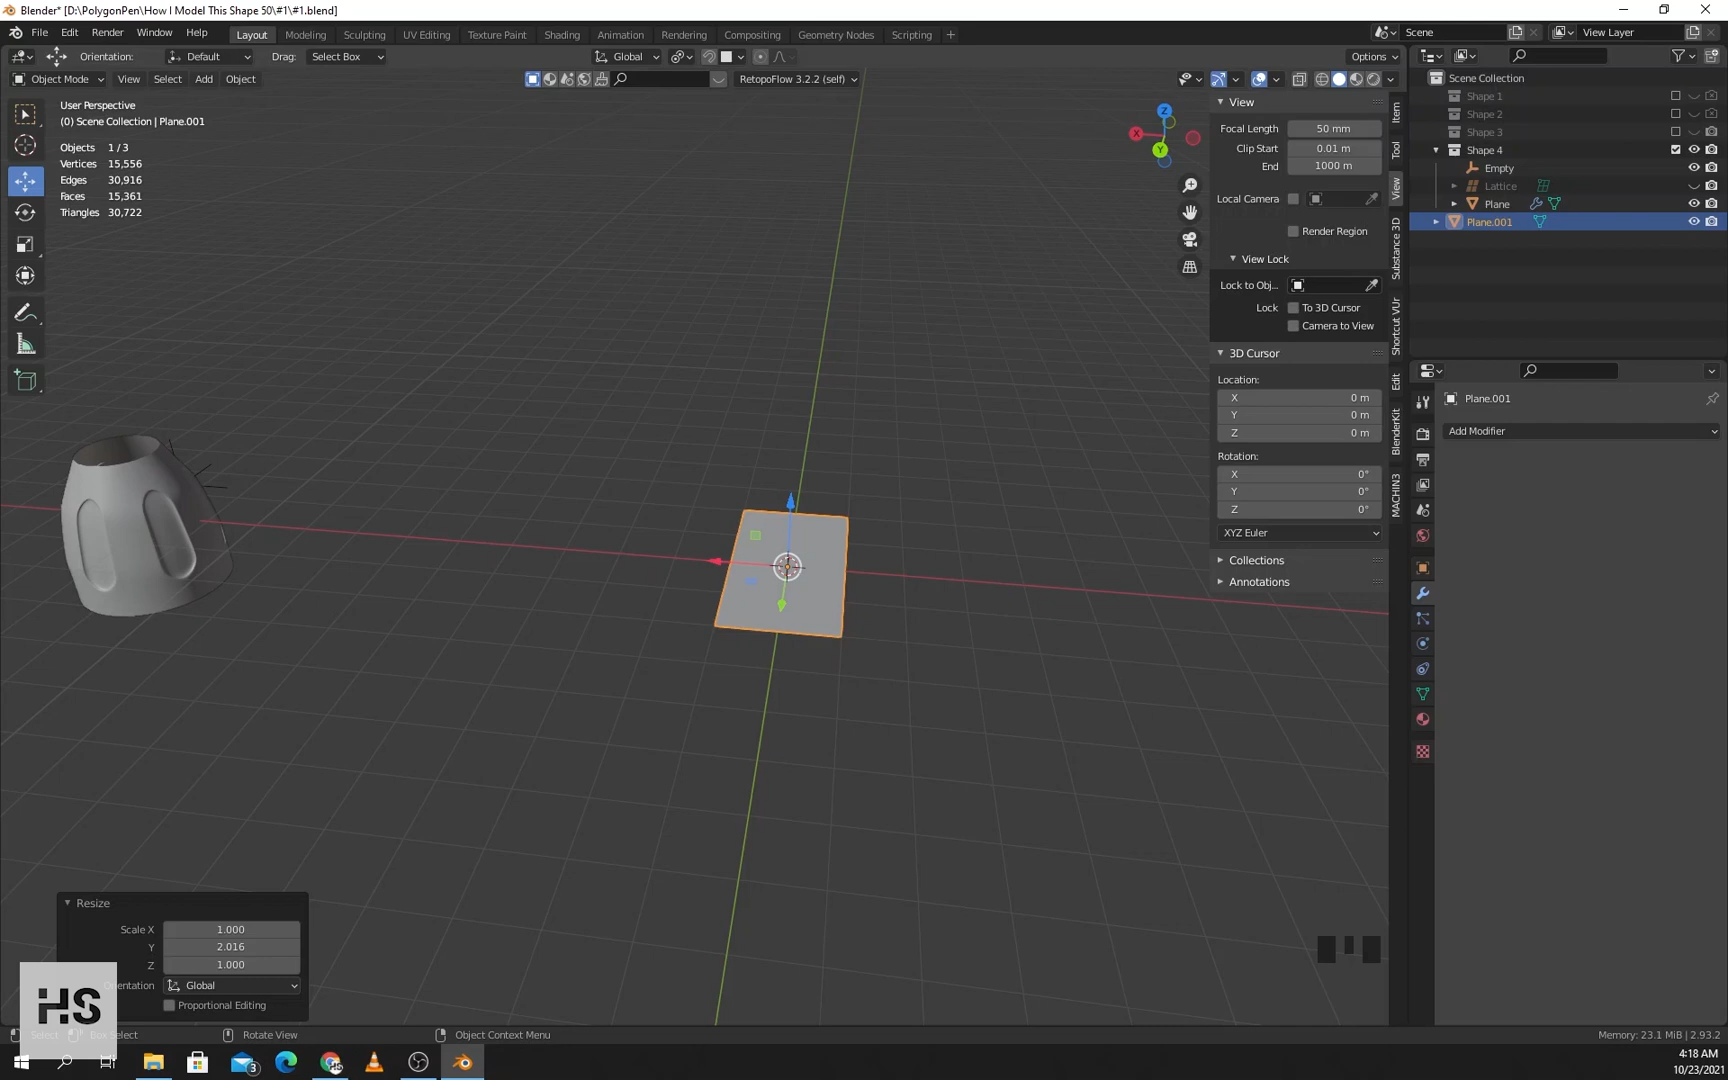 Blender* [D:\PolygonPen\How I Model This Shape 50\#1\#1.blend]
File Edit Render Window Help
Layout Modeling Sculpting UV Editing Texture Paint Shading Animation Rendering Compositing Geometry Nodes Scripting +
Scene View Layer
Orientation: Default Drag: Select Box Global Options
Object Mode View Select Add Object RetopoFlow 3.2.2 (self)
User Perspective
(0) Scene Collection | Plane.001
Objects 1 / 3
Vertices 15,556
Edges 30,916
Faces 15,361
Triangles 30,722
X
Y
Z
View
Focal Length 50 mm
Clip Start 0.01 m
End 1000 m
Local Camera
Render Region
View Lock
Lock to Obj...
Lock To 3D Cursor
Camera to View
3D Cursor
Location:
X 0 m
Y 0 m
Z 0 m
Rotation:
X 0°
Y 0°
Z 0°
XYZ Euler
Collections
Annotations
Item
Tool
View
Substance 3D
Shortcut VUr
Edit
BlenderKit
MACHIN3
Scene Collection
Shape 1
Shape 2
Shape 3
Shape 4
Empty
Lattice
Plane
Plane.001
Plane.001
Add Modifier
Resize
Scale X 1.000
Y 2.016
Z 1.000
Orientation Global
Proportional Editing
HS
Select Box Select Rotate View Object Context Menu
Memory: 23.1 MiB | 2.93.2
3
4:18 AM
10/23/2021